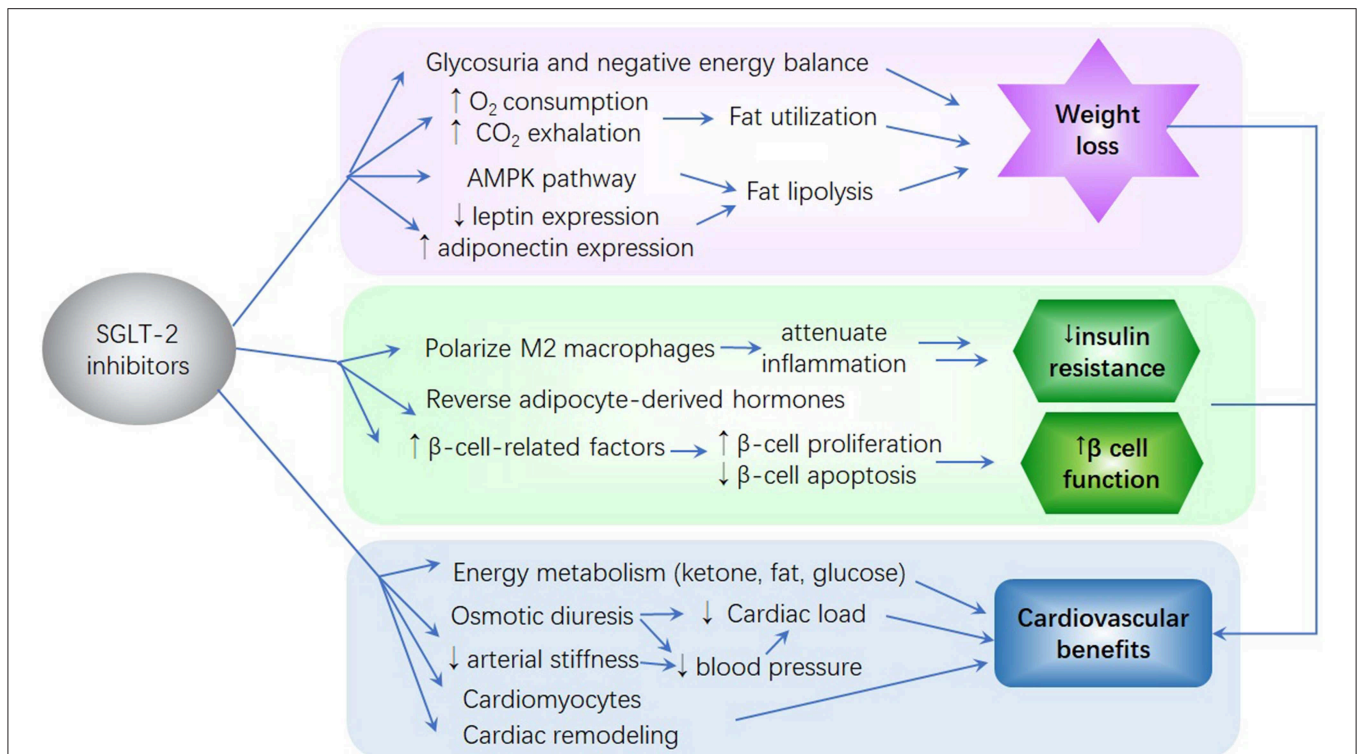 Glycosuria and negative energy balance
↑ O₂ consumption
↑ CO₂ exhalation
Fat utilization
AMPK pathway
↓ leptin expression
↑ adiponectin expression
Fat lipolysis
Weight
loss
SGLT-2
inhibitors
Polarize M2 macrophages
attenuate
inflammation
↓insulin
resistance
Reverse adipocyte-derived hormones
↑ β-cell-related factors
↑ β-cell proliferation
↓ β-cell apoptosis
↑β cell
function
Energy metabolism (ketone, fat, glucose)
Osmotic diuresis
↓ Cardiac load
↓ arterial stiffness
↓ blood pressure
Cardiomyocytes
Cardiac remodeling
Cardiovascular
benefits